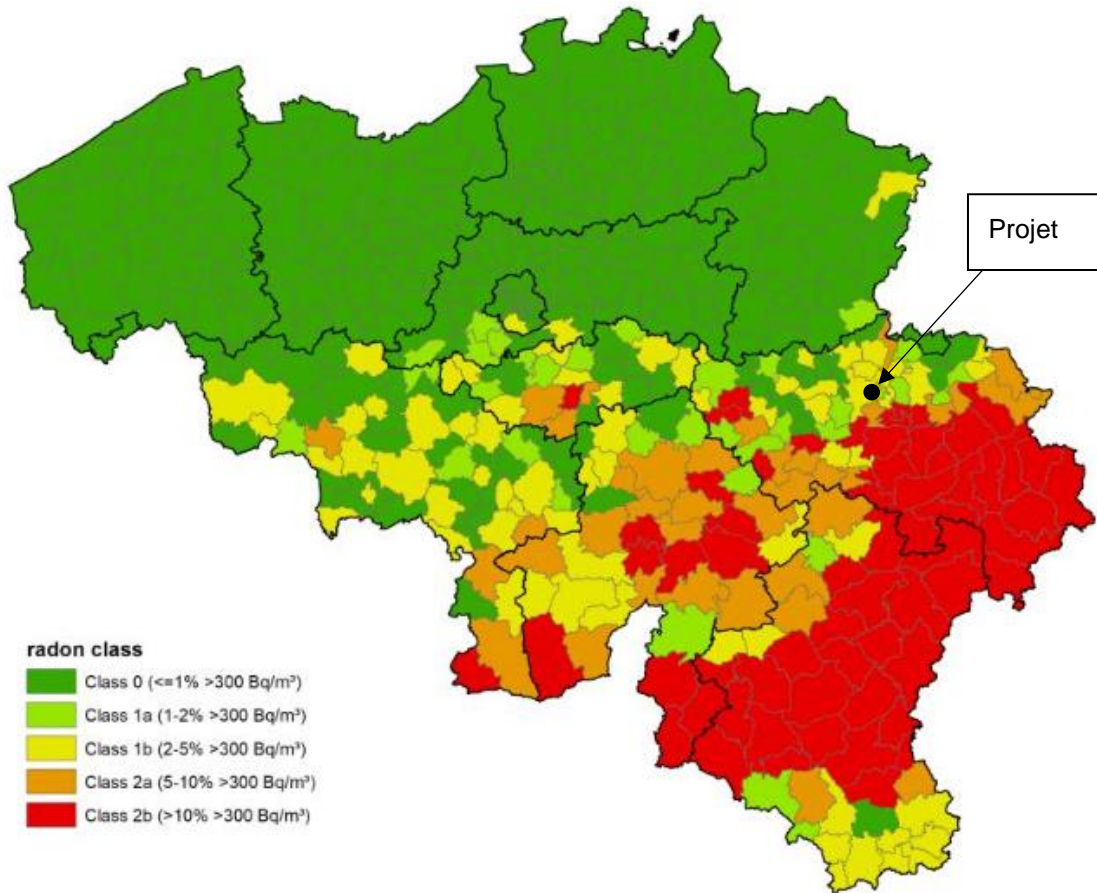 Projet
radon class
Class 0 (<=1% >300 Bq/m³)
Class 1a (1-2% >300 Bq/m³)
Class 1b (2-5% >300 Bq/m³)
Class 2a (5-10% >300 Bq/m³)
Class 2b (>10% >300 Bq/m³)